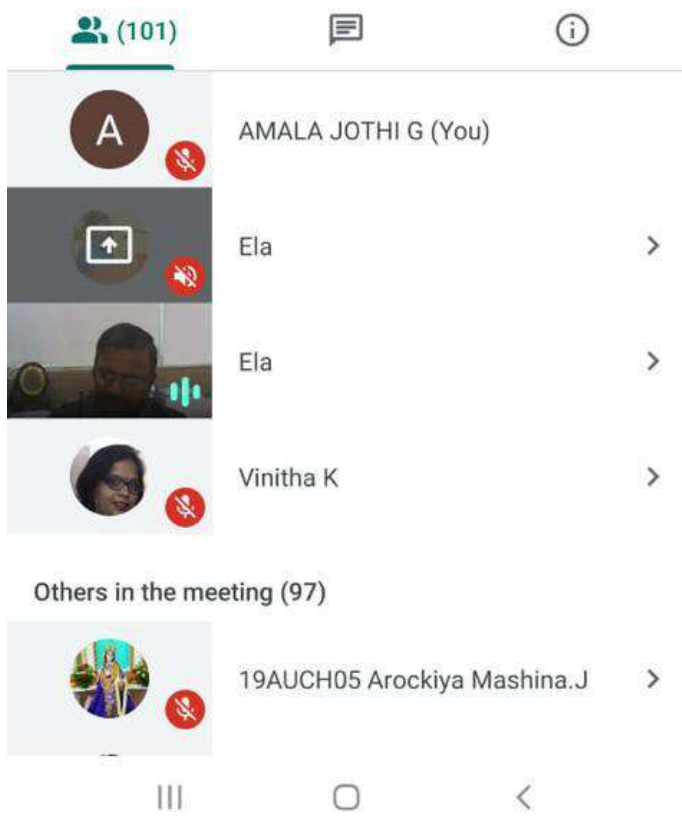 (101)
A
AMALA JOTHI G (You)
Ela
Ela
Vinitha K
Others in the meeting (97)
19AUCH05 Arockiya Mashina.J